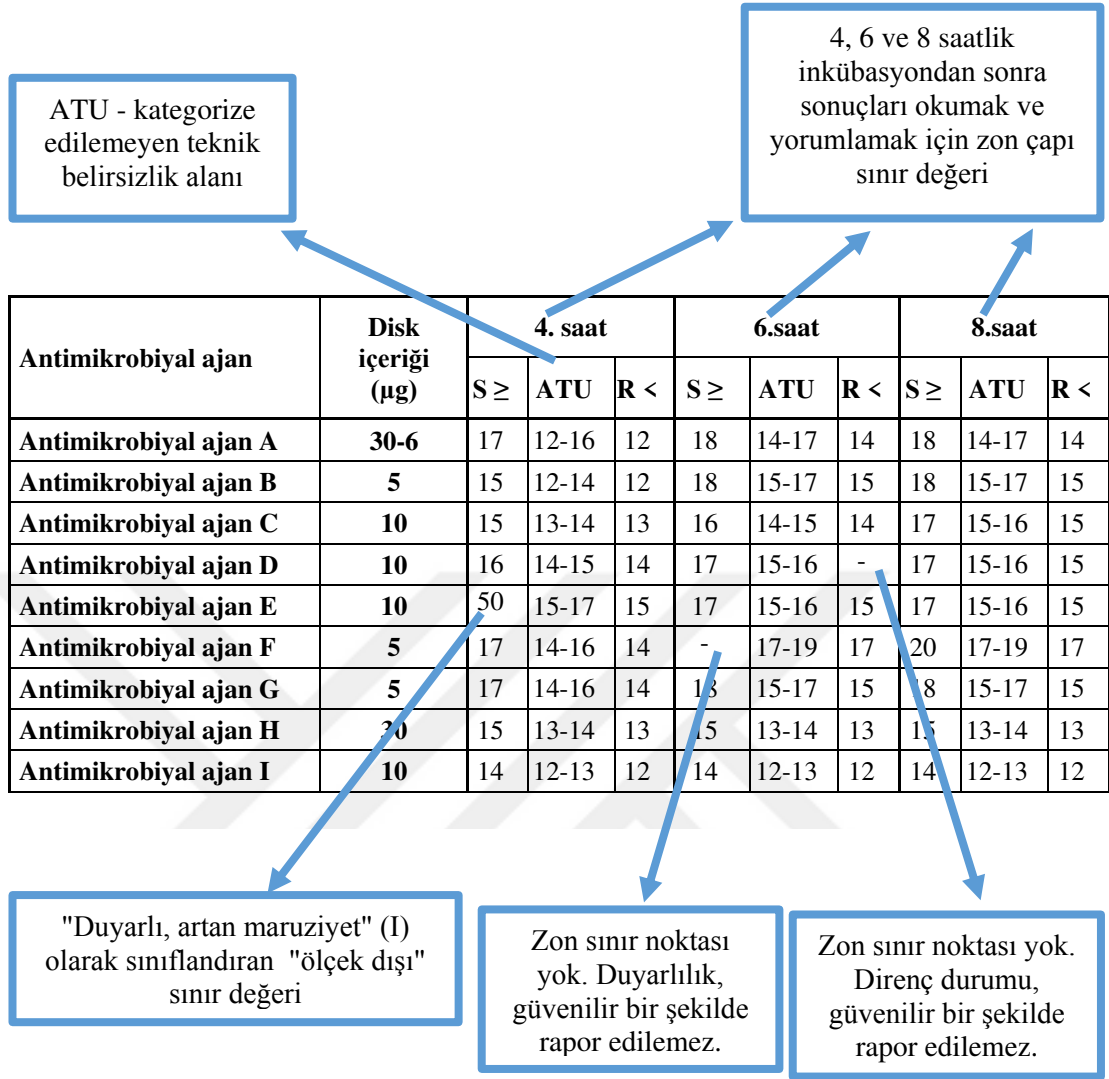 4, 6 ve 8 saatlik
inkübasyondan sonra
sonuçları okumak ve
yorumlamak için zon çapı
sınır değeri
ATU - kategorize
edilemeyen teknik
belirsizlik alanı
Antimikrobiyal ajan Disk içeriği (µg) 4. saat 6.saat 8.saat
S ≥ ATU R < S ≥ ATU R < S ≥ ATU R <
Antimikrobiyal ajan A 30-6 17 12-16 12 18 14-17 14 18 14-17 14
Antimikrobiyal ajan B 5 15 12-14 12 18 15-17 15 18 15-17 15
Antimikrobiyal ajan C 10 15 13-14 13 16 14-15 14 17 15-16 15
Antimikrobiyal ajan D 10 16 14-15 14 17 15-16 - 17 15-16 15
Antimikrobiyal ajan E 10 50 15-17 15 17 15-16 15 17 15-16 15
Antimikrobiyal ajan F 5 17 14-16 14 - 17-19 17 20 17-19 17
Antimikrobiyal ajan G 5 17 14-16 14 18 15-17 15 18 15-17 15
Antimikrobiyal ajan H 30 15 13-14 13 15 13-14 13 15 13-14 13
Antimikrobiyal ajan I 10 14 12-13 12 14 12-13 12 14 12-13 12
"Duyarlı, artan maruziyet" (I)
olarak sınıflandıran "ölçek dışı"
sınır değeri
Zon sınır noktası
yok. Duyarlılık,
güvenilir bir şekilde
rapor edilemez.
Zon sınır noktası yok.
Direnç durumu,
güvenilir bir şekilde
rapor edilemez.